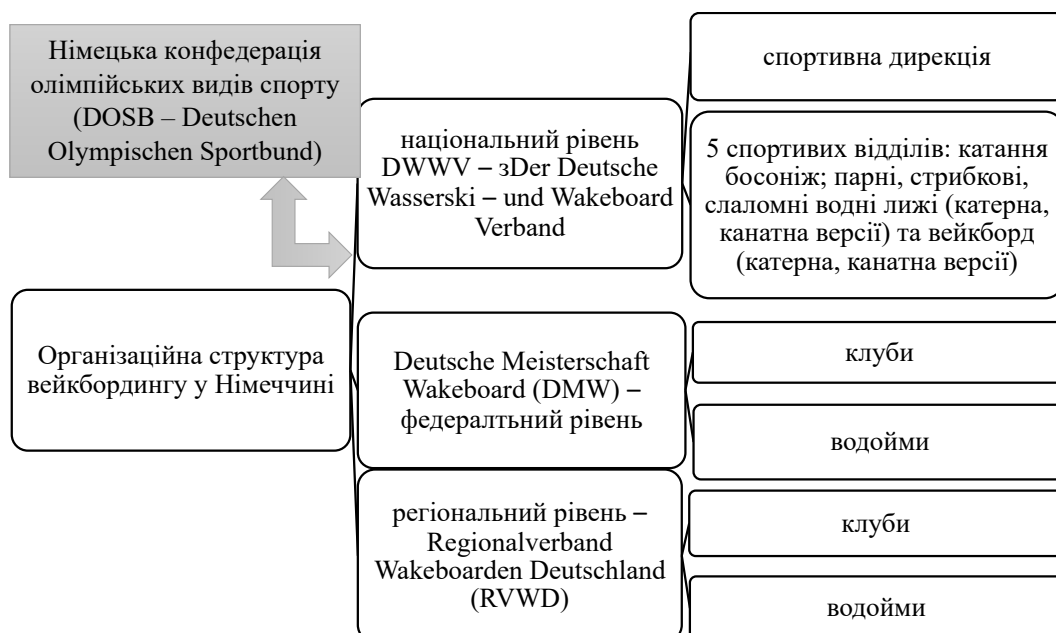 Німецька конфедерація
олімпійських видів спорту
(DOSB – Deutschen
Olympischen Sportbund)
Організаційна структура
вейкбордингу у Німеччині
національний рівень
DWWV – зDer Deutsche
Wasserski – und Wakeboard
Verband
спортивна дирекція
5 спортивих відділів: катання
босоніж; парні, стрибкові,
слаломні водні лижі (катерна,
канатна версії) та вейкборд
(катерна, канатна версії)
Deutsche Meisterschaft
Wakeboard (DMW) –
федералтьний рівень
клуби
водойми
регіональний рівень –
Regionalverband
Wakeboarden Deutschland
(RVWD)
клуби
водойми